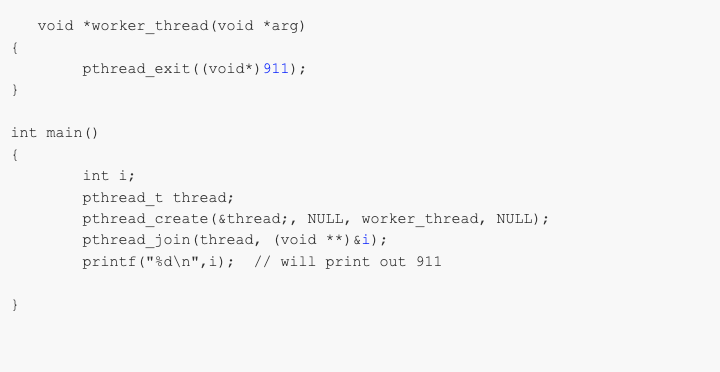 void *worker_thread(void *arg)
{
pthread_exit((void*)911);
}
int main()
{
int i;
pthread_t thread;
pthread_create(&thread;, NULL, worker_thread, NULL);
pthread_join(thread, (void **)&i);
printf("%d\n",i);  // will print out 911
}